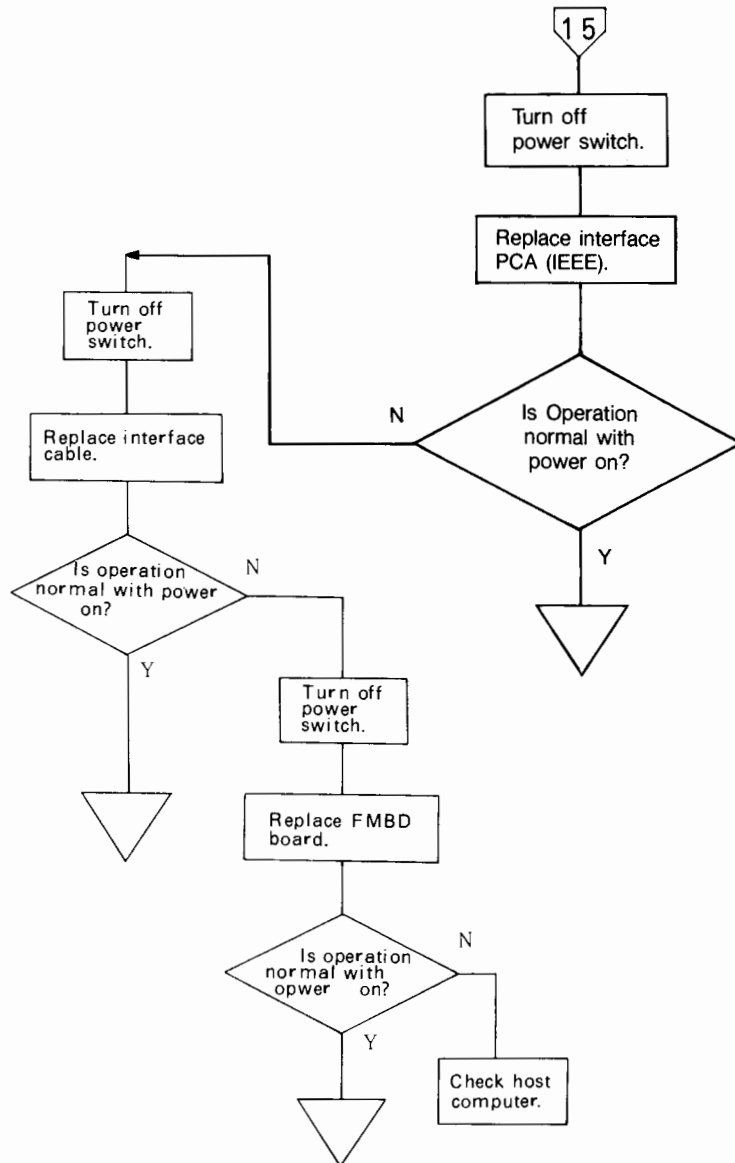 15
Turn off
power switch.
Replace interface
PCA (IEEE).
Is Operation
normal with
power on?
N
Y
Turn off
power
switch.
Replace interface
cable.
Is operation
normal with power
on?
N
Y
Turn off
power
switch.
Replace FMBD
board.
Is operation
normal with
opwer on?
N
Y
Check host
computer.